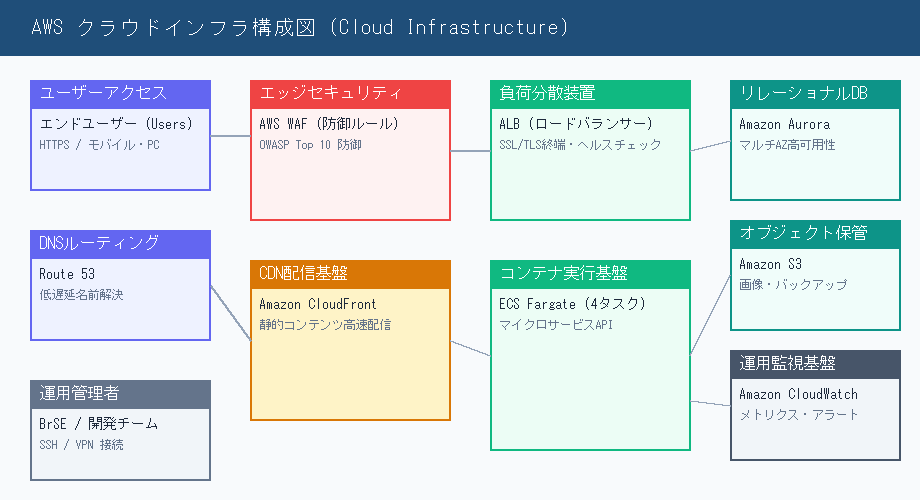 AWS クラウドインフラ構成図 (Cloud Infrastructure)
ユーザーアクセス
エンドユーザー (Users)
HTTPS / モバイル・PC
DNSルーティング
Route 53
低遅延名前解決
運用管理者
BrSE / 開発チーム
SSH / VPN 接続
エッジセキュリティ
AWS WAF (防御ルール)
OWASP Top 10 防御
CDN配信基盤
Amazon CloudFront
静的コンテンツ高速配信
負荷分散装置
ALB (ロードバランサー)
SSL/TLS終端・ヘルスチェック
コンテナ実行基盤
ECS Fargate (4タスク)
マイクロサービスAPI
リレーショナルDB
Amazon Aurora
マルチAZ高可用性
オブジェクト保管
Amazon S3
画像・バックアップ
運用監視基盤
Amazon CloudWatch
メトリクス・アラート